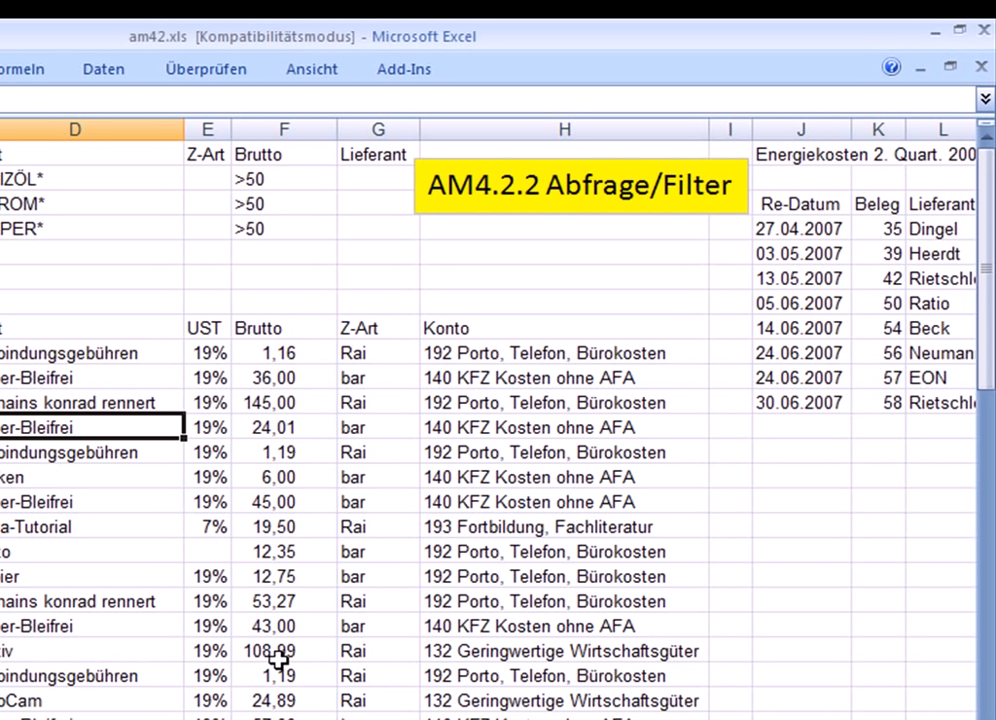 am42.xls [Kompatibilitätsmodus] - Microsoft Excel
ormeln Daten Überprüfen Ansicht Add-Ins
D E F G H I J K L
t Z-Art Brutto Lieferant Energiekosten 2. Quart. 200
IZÖL* >50
AM4.2.2 Abfrage/Filter
ROM* >50 Re-Datum Beleg Lieferant
PER* >50 27.04.2007 35 Dingel
03.05.2007 39 Heerdt
13.05.2007 42 Rietschl
05.06.2007 50 Ratio
t UST Brutto Z-Art Konto 14.06.2007 54 Beck
bindungsgebühren 19% 1,16 Rai 192 Porto, Telefon, Bürokosten 24.06.2007 56 Neuman
er-Bleifrei 19% 36,00 bar 140 KFZ Kosten ohne AFA 24.06.2007 57 EON
mains konrad rennert 19% 145,00 Rai 192 Porto, Telefon, Bürokosten 30.06.2007 58 Rietschl
er-Bleifrei 19% 24,01 bar 140 KFZ Kosten ohne AFA
bindungsgebühren 19% 1,19 Rai 192 Porto, Telefon, Bürokosten
ken 19% 6,00 bar 140 KFZ Kosten ohne AFA
er-Bleifrei 19% 45,00 bar 140 KFZ Kosten ohne AFA
a-Tutorial 7% 19,50 Rai 193 Fortbildung, Fachliteratur
to 12,35 bar 192 Porto, Telefon, Bürokosten
ier 19% 12,75 bar 192 Porto, Telefon, Bürokosten
mains konrad rennert 19% 53,27 Rai 192 Porto, Telefon, Bürokosten
er-Bleifrei 19% 43,00 bar 140 KFZ Kosten ohne AFA
tiv 19% 108,99 Rai 132 Geringwertige Wirtschaftsgüter
bindungsgebühren 19% 1,19 Rai 192 Porto, Telefon, Bürokosten
oCam 19% 24,89 bar 132 Geringwertige Wirtschaftsgüter